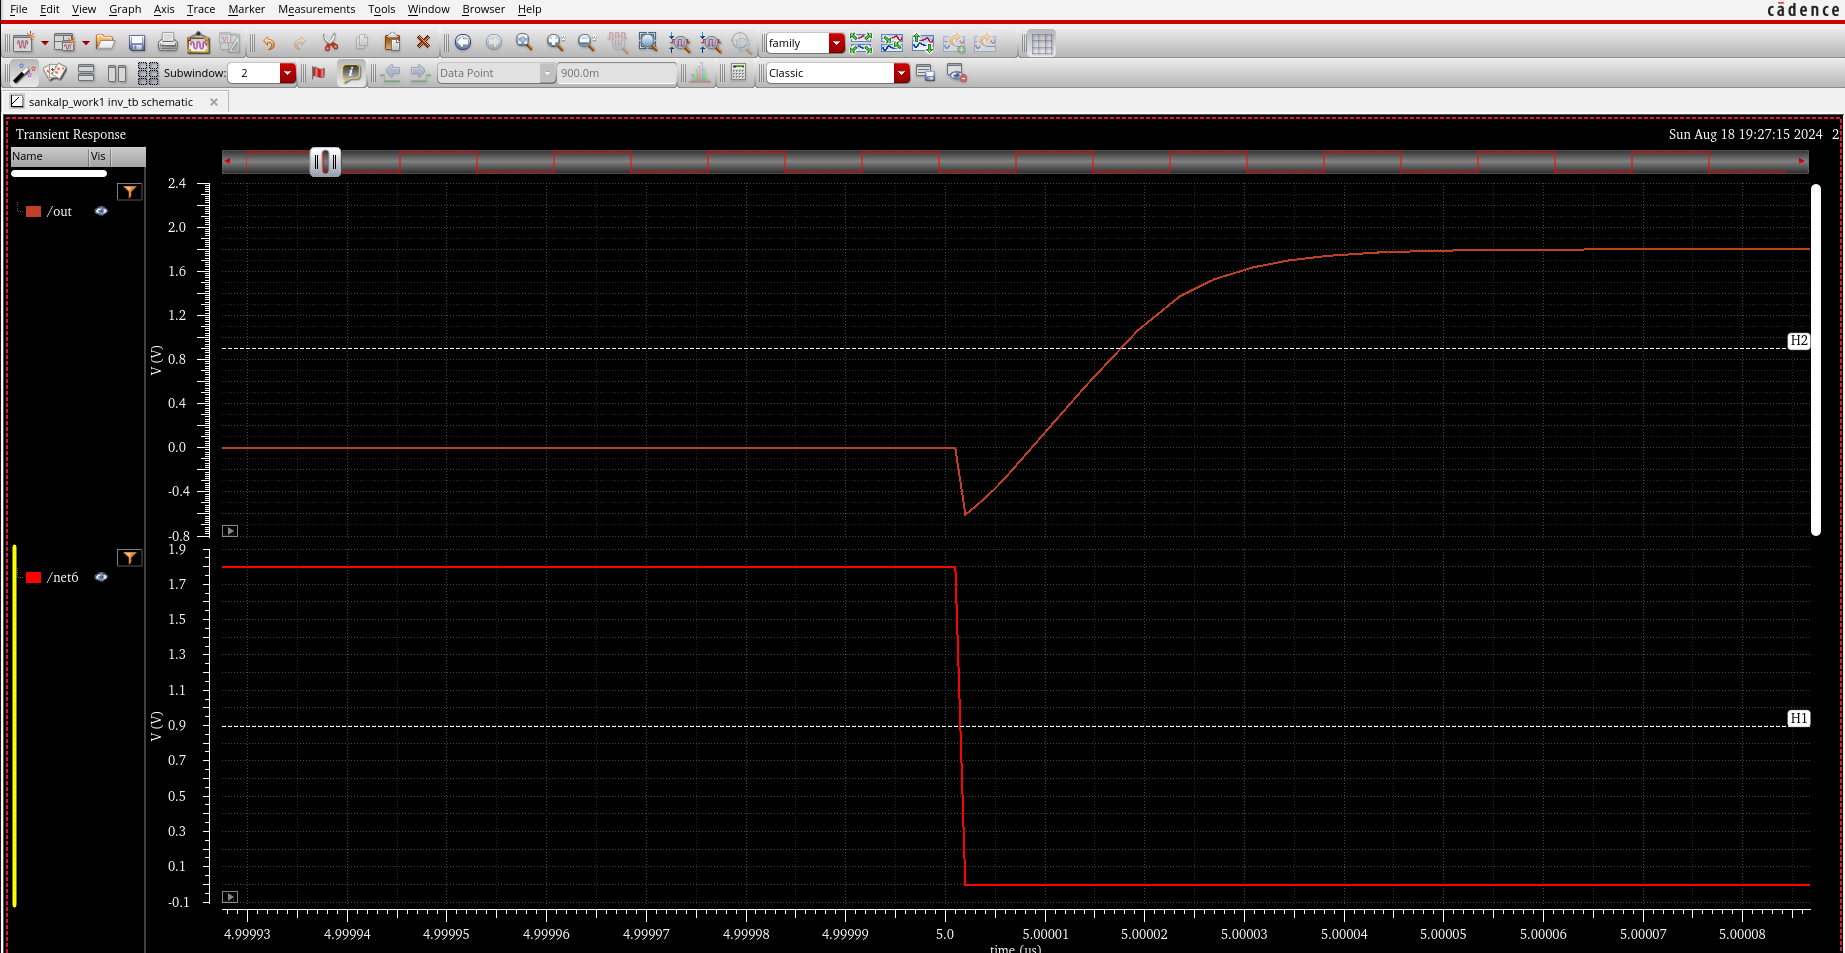 File Edit View Graph Axis Trace Marker Measurements Tools Window Browser Help
cādence
family
Subwindow: 2
Data Point
900.0m
Classic
sankalp_work1 inv_tb schematic
Transient Response
Sun Aug 18 19:27:15 2024 2
Name Vis
/out
2.4
2.0
1.6
1.2
0.8
0.4
0.0
-0.4
-0.8
V (V)
H2
/net6
1.9
1.7
1.5
1.3
1.1
0.9
0.7
0.5
0.3
0.1
-0.1
V (V)
H1
4.99993 4.99994 4.99995 4.99996 4.99997 4.99998 4.99999 5.0 5.00001 5.00002 5.00003 5.00004 5.00005 5.00006 5.00007 5.00008
time (us)